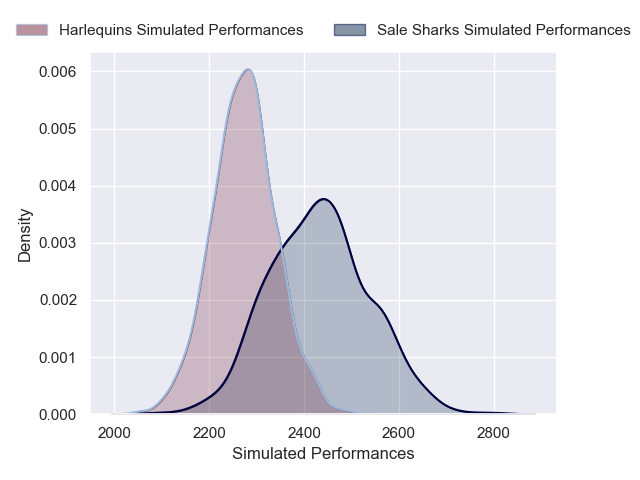 Harlequins Simulated Performances
Sale Sharks Simulated Performances
0.006
0.005
0.004
0.003
0.002
0.001
0.000
Density
2000 2200 2400 2600 2800
Simulated Performances